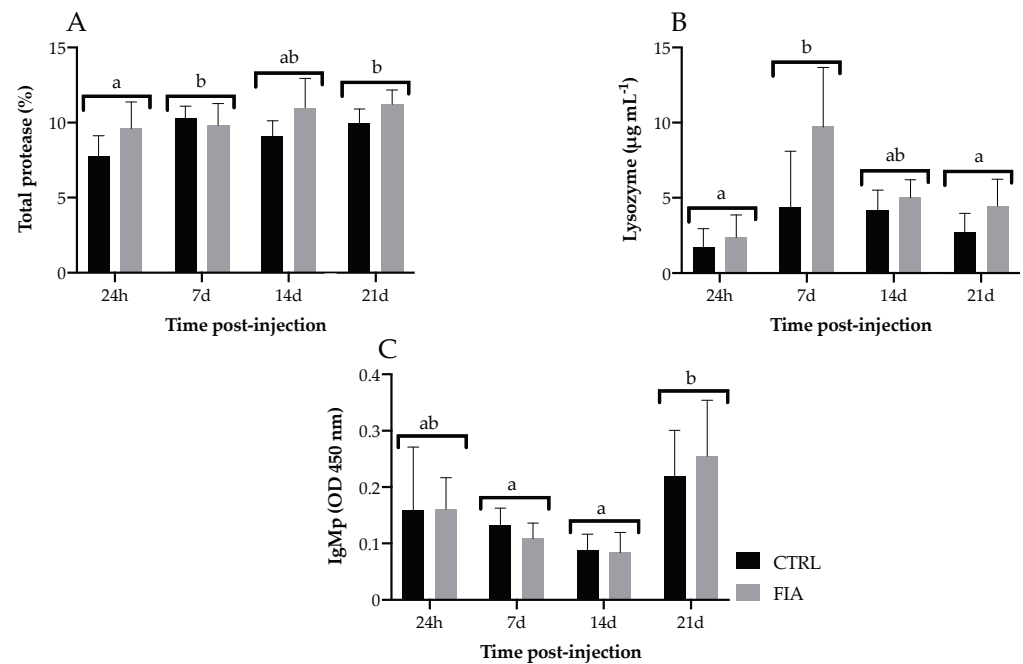 A
Total protease (%)
15
10
5
0
a
b
ab
b
24h
7d
14d
21d
Time post-injection
B
Lysozyme (µg mL-1)
15
10
5
0
a
b
ab
a
24h
7d
14d
21d
Time post-injection
C
IgMp (OD 450 nm)
0.4
0.3
0.2
0.1
0
ab
a
a
b
24h
7d
14d
21d
Time post-injection
CTRL
FIA